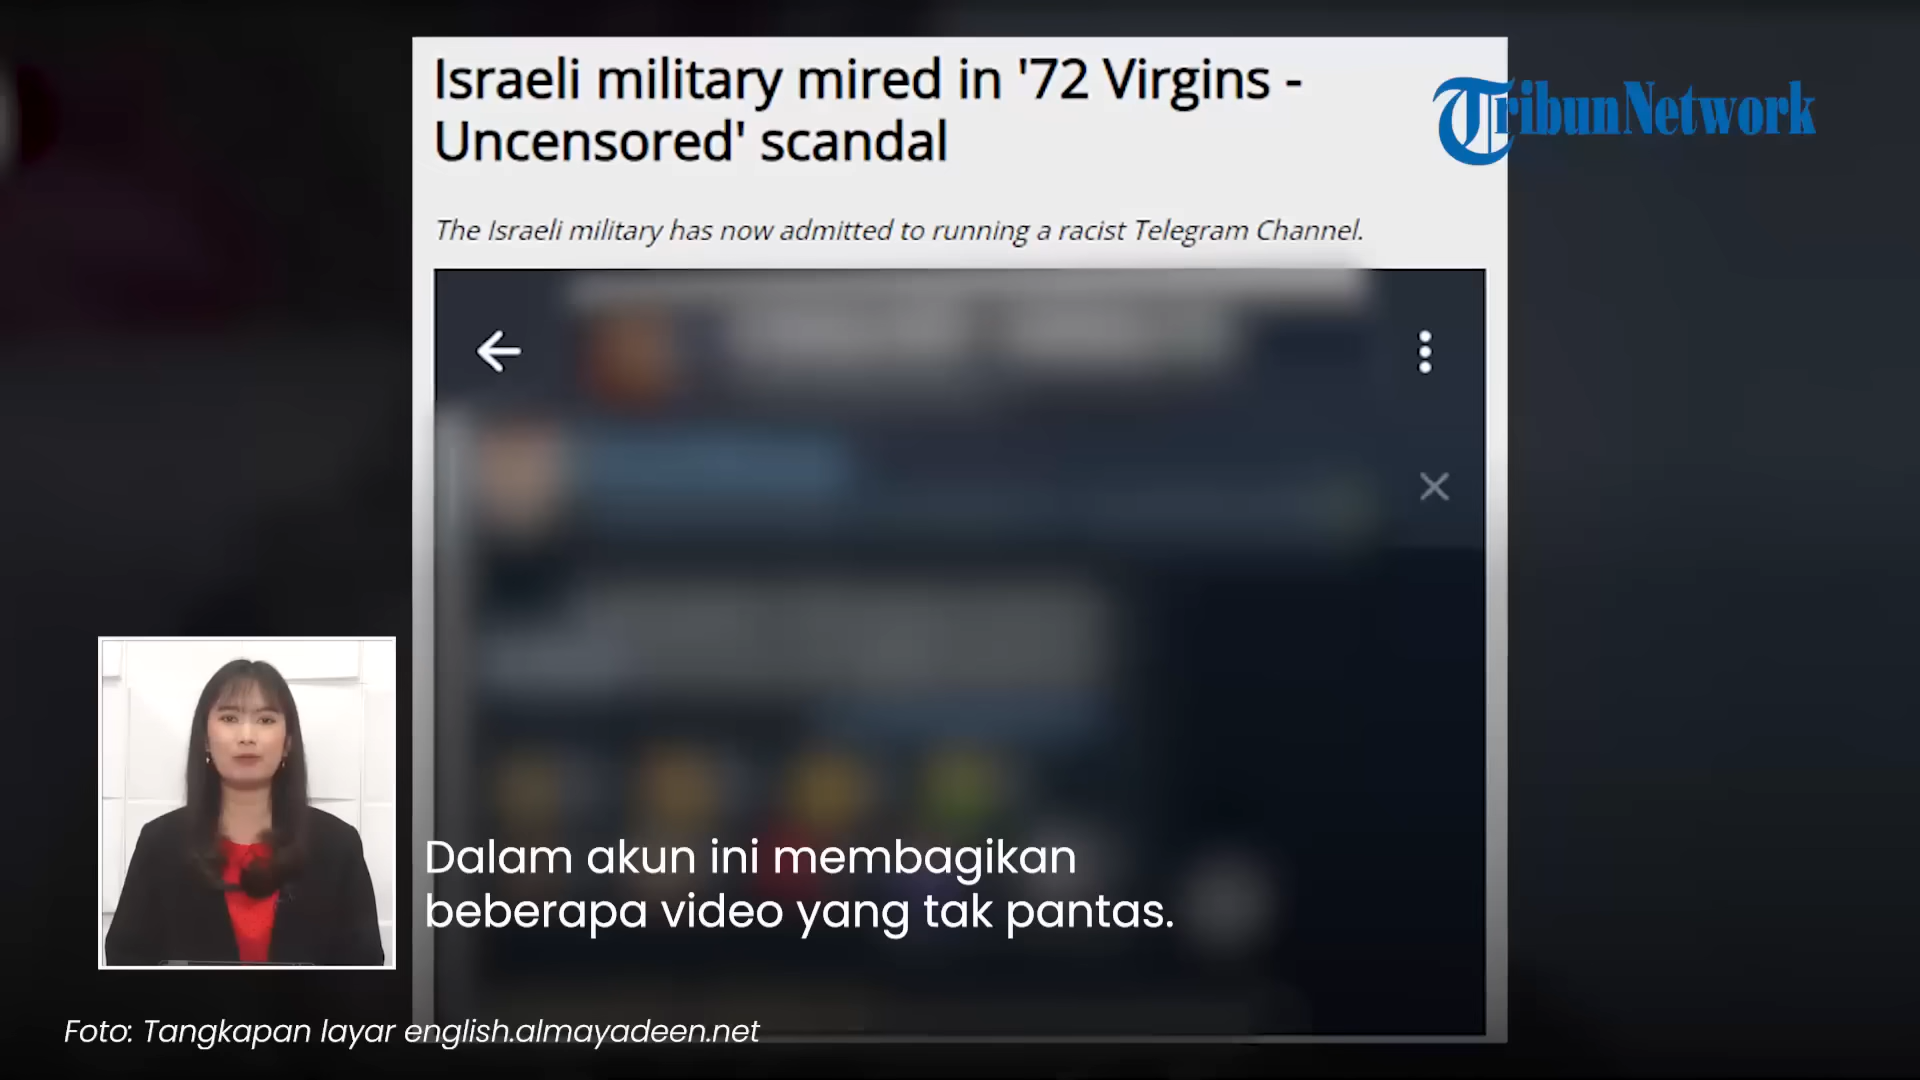 Israeli military mired in '72 Virgins -
Uncensored' scandal
TribunNetwork
The Israeli military has now admitted to running a racist Telegram Channel.
Dalam akun ini membagikan
beberapa video yang tak pantas.
Foto: Tangkapan layar english.almayadeen.net